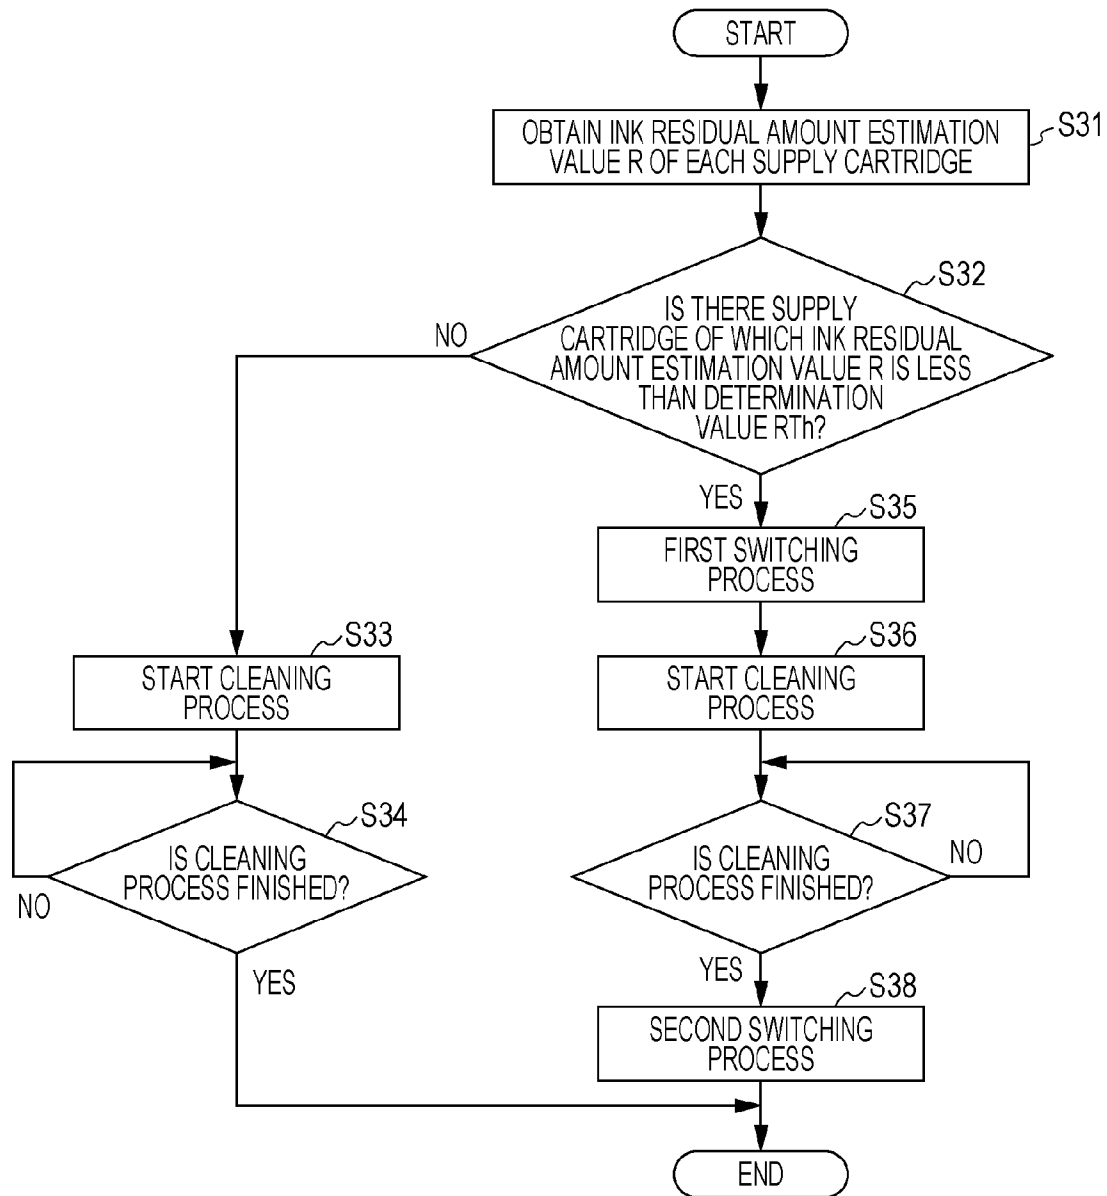 START
OBTAIN INK RESIDUAL AMOUNT ESTIMATION
VALUE R OF EACH SUPPLY CARTRIDGE
S31
S32
IS THERE SUPPLY
CARTRIDGE OF WHICH INK RESIDUAL
AMOUNT ESTIMATION VALUE R IS LESS
THAN DETERMINATION
VALUE RTh?
NO
YES
S35
FIRST SWITCHING
PROCESS
S33
START CLEANING
PROCESS
S36
START CLEANING
PROCESS
S34
IS CLEANING
PROCESS FINISHED?
NO
YES
S37
IS CLEANING
PROCESS FINISHED?
NO
YES
S38
SECOND SWITCHING
PROCESS
END